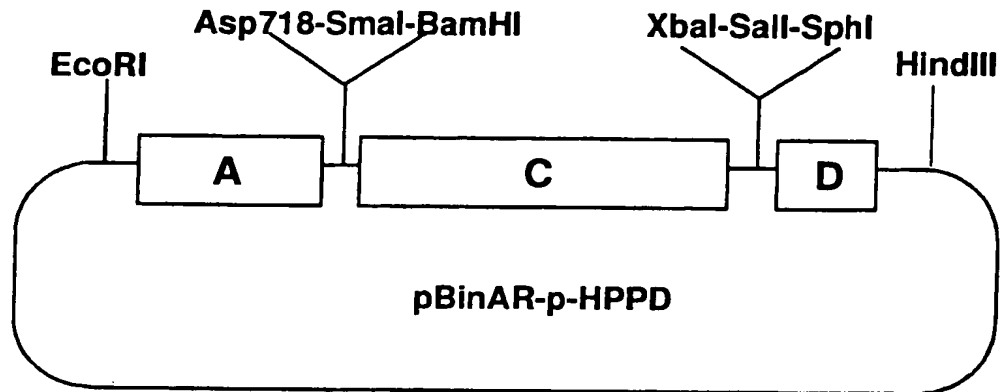 Asp718-SmaI-BamHI
XbaI-SalI-SphI
EcoRI
HindIII
A
C
D
pBinAR-p-HPPD